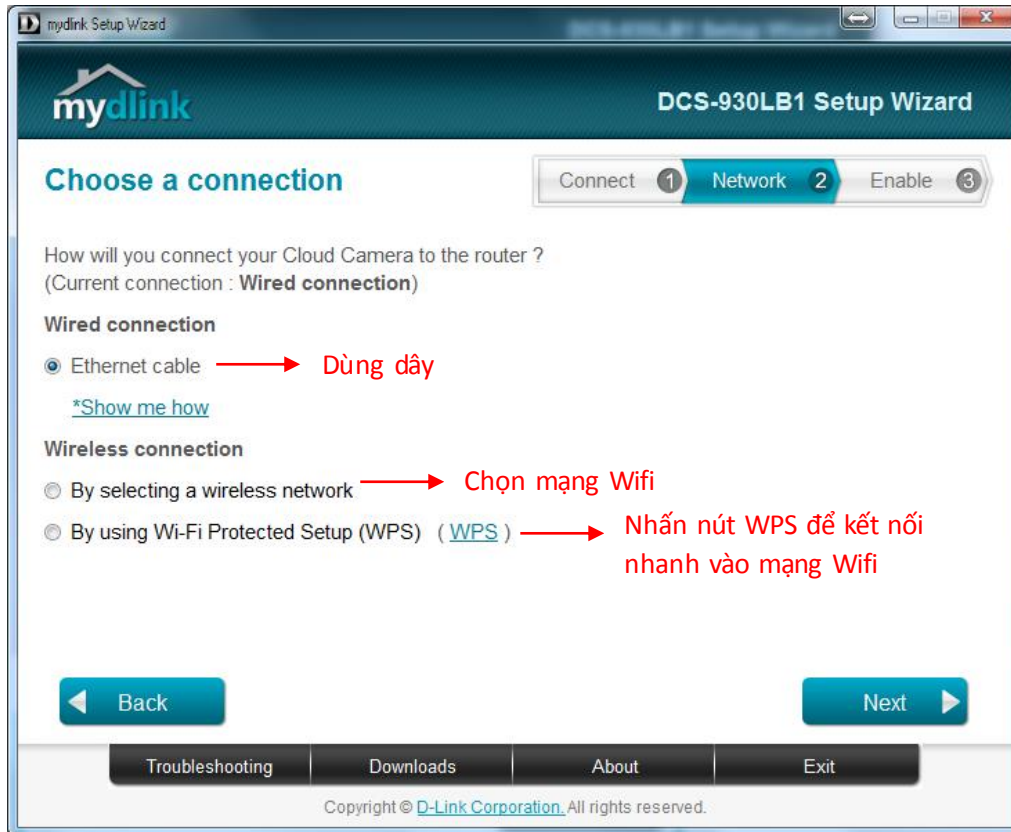 mydlink Setup Wizard
mydlink
DCS-930LB1 Setup Wizard
Choose a connection
Connect 1 Network 2 Enable 3
How will you connect your Cloud Camera to the router ?
(Current connection : Wired connection)
Wired connection
Ethernet cable
Dùng dây
*Show me how
Wireless connection
By selecting a wireless network
Chọn mạng Wifi
By using Wi-Fi Protected Setup (WPS) ( WPS )
Nhấn nút WPS để kết nối
nhanh vào mạng Wifi
Back
Next
Troubleshooting Downloads About Exit
Copyright © D-Link Corporation. All rights reserved.